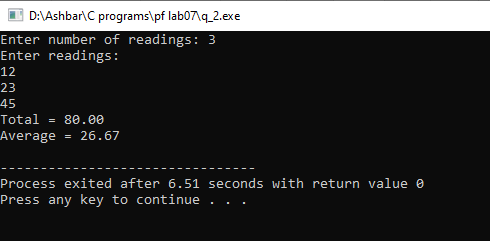 D:\Ashbar\C programs\pf lab07\q_2.exe
Enter number of readings: 3
Enter readings:
12
23
45
Total = 80.00
Average = 26.67
--------------------------------
Process exited after 6.51 seconds with return value 0
Press any key to continue . . .